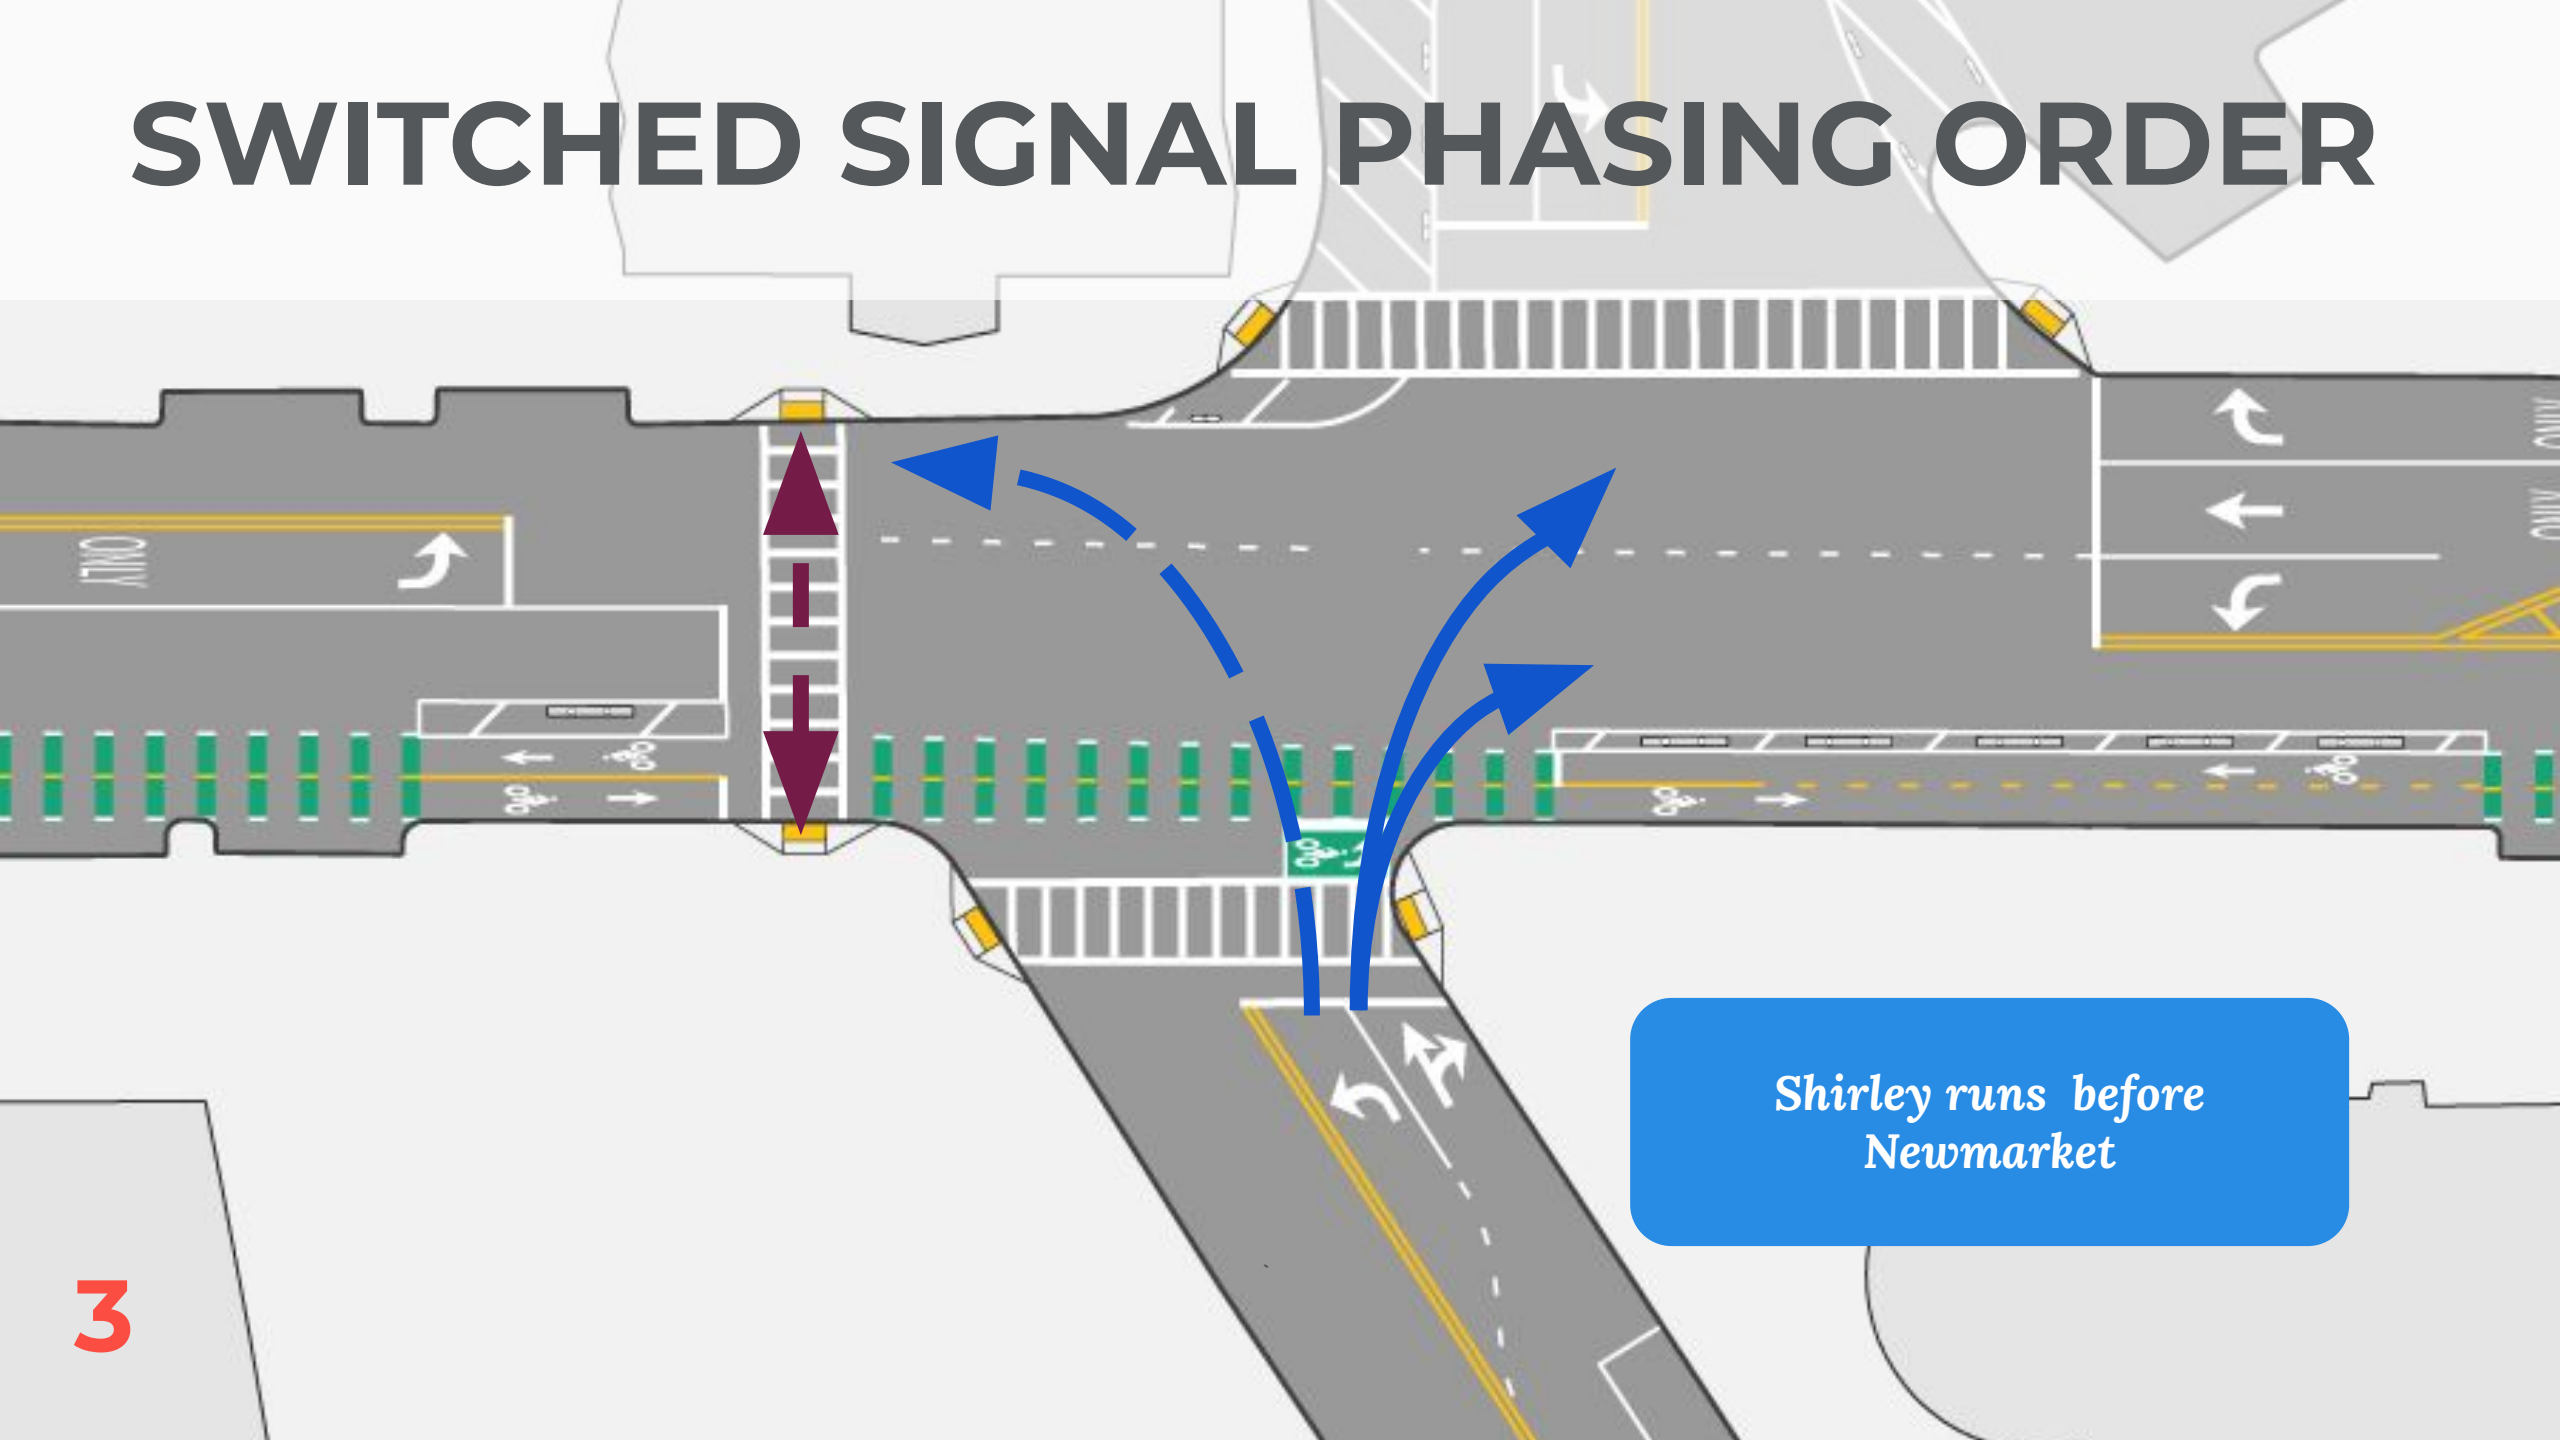 SWITCHED SIGNAL PHASING ORDER
ONLY
ONLY
ONLY
Shirley runs  before
Newmarket
3